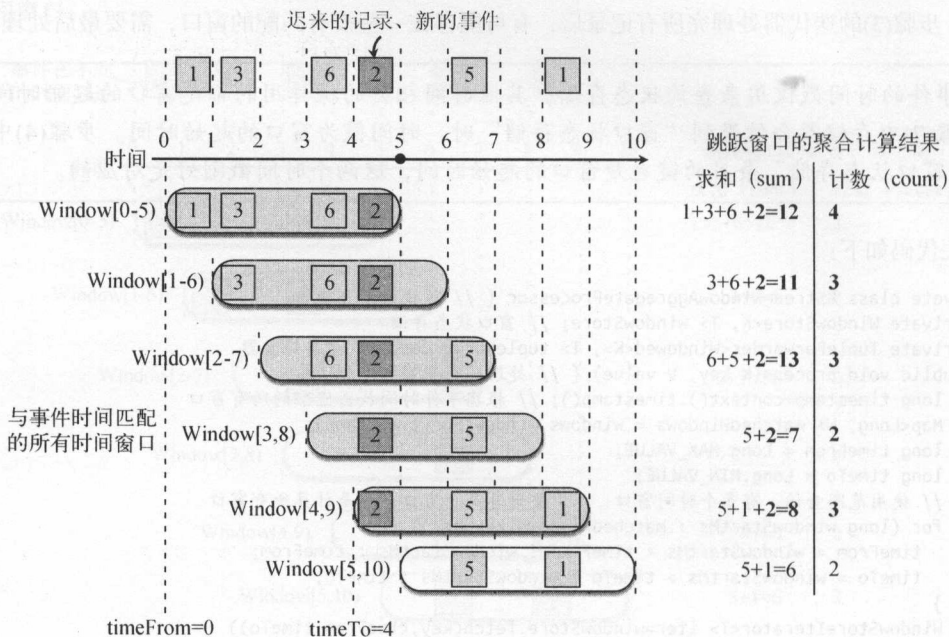 迟来的记录、新的事件
1 3 6 2 5 1
时间 0 1 2 3 4 5 6 7 8 9 10
跳跃窗口的聚合计算结果
求和（sum） 计数（count）
Window[0-5) 1 3 6 2 1+3+6+2=12 4
Window[1-6) 3 6 2 3+6+2=11 3
Window[2-7) 6 2 5 6+5+2=13 3
与事件时间匹配
的所有时间窗口
Window[3,8) 2 5 5+2=7 2
Window[4,9) 2 5 1 5+1+2=8 3
Window[5,10) 5 1 5+1=6 2
timeFrom=0 timeTo=4